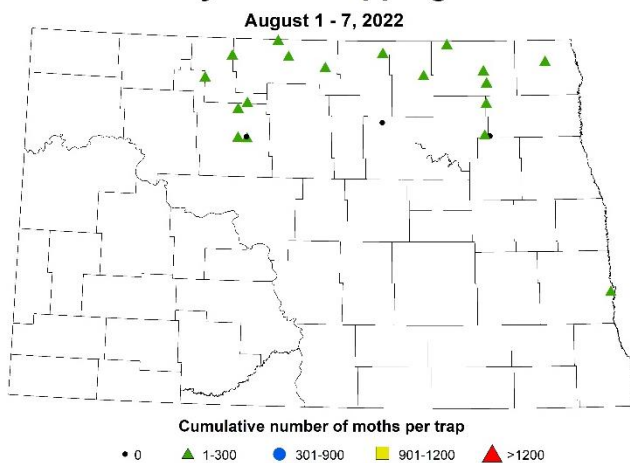 August 1 - 7, 2022
Cumulative number of moths per trap
0 1-300 301-900 901-1200 >1200